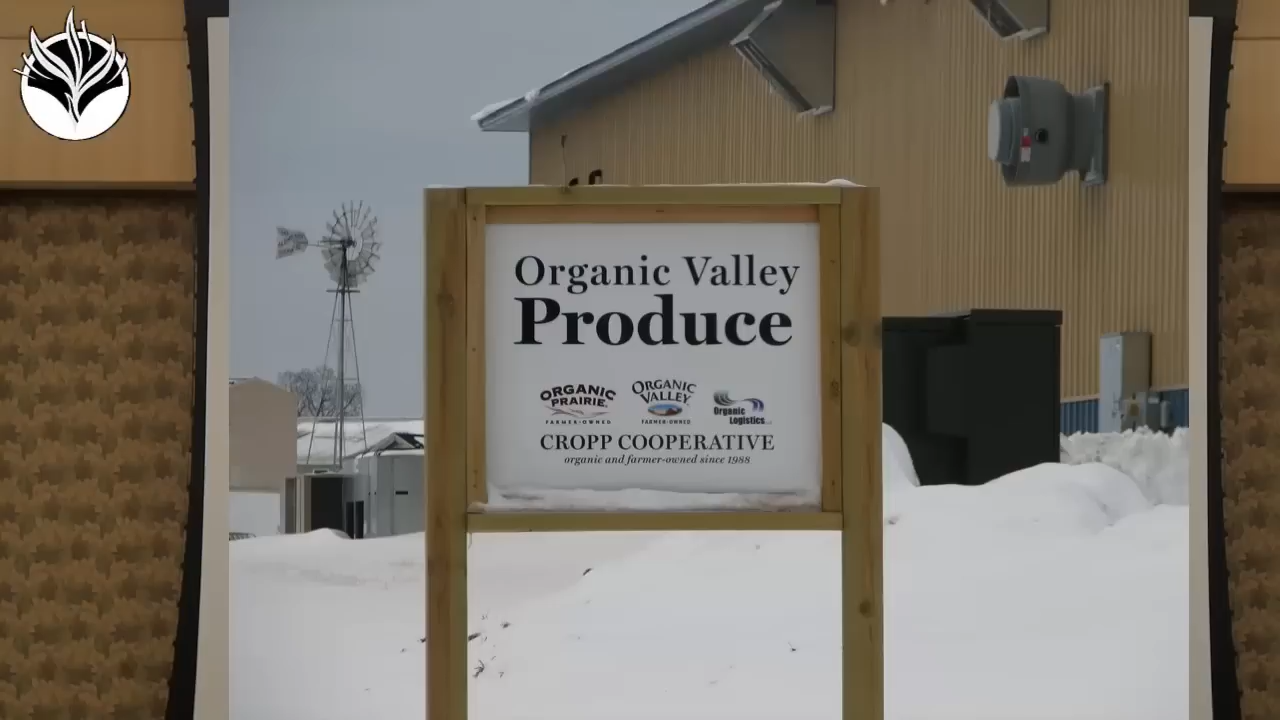 Organic Valley
Produce
ORGANIC
PRAIRIE
FARMER-OWNED
ORGANIC
VALLEY
FARMER-OWNED
Organic
Logistics
CROPP COOPERATIVE
organic and farmer-owned since 1988